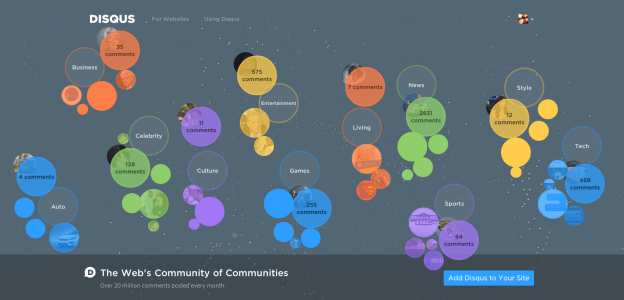 DISQUS
For Websites
Using Disqus
35
comments
Business
575
comments
Entertainment
7 comments
Living
News
2631
comments
Style
12
comments
Celebrity
128
comments
11
comments
Culture
Tech
459
comments
4 comments
Auto
Games
255
comments
Sports
64
comments
D The Web's Community of Communities
Over 20 million comments posted every month.
Add Disqus to Your Site